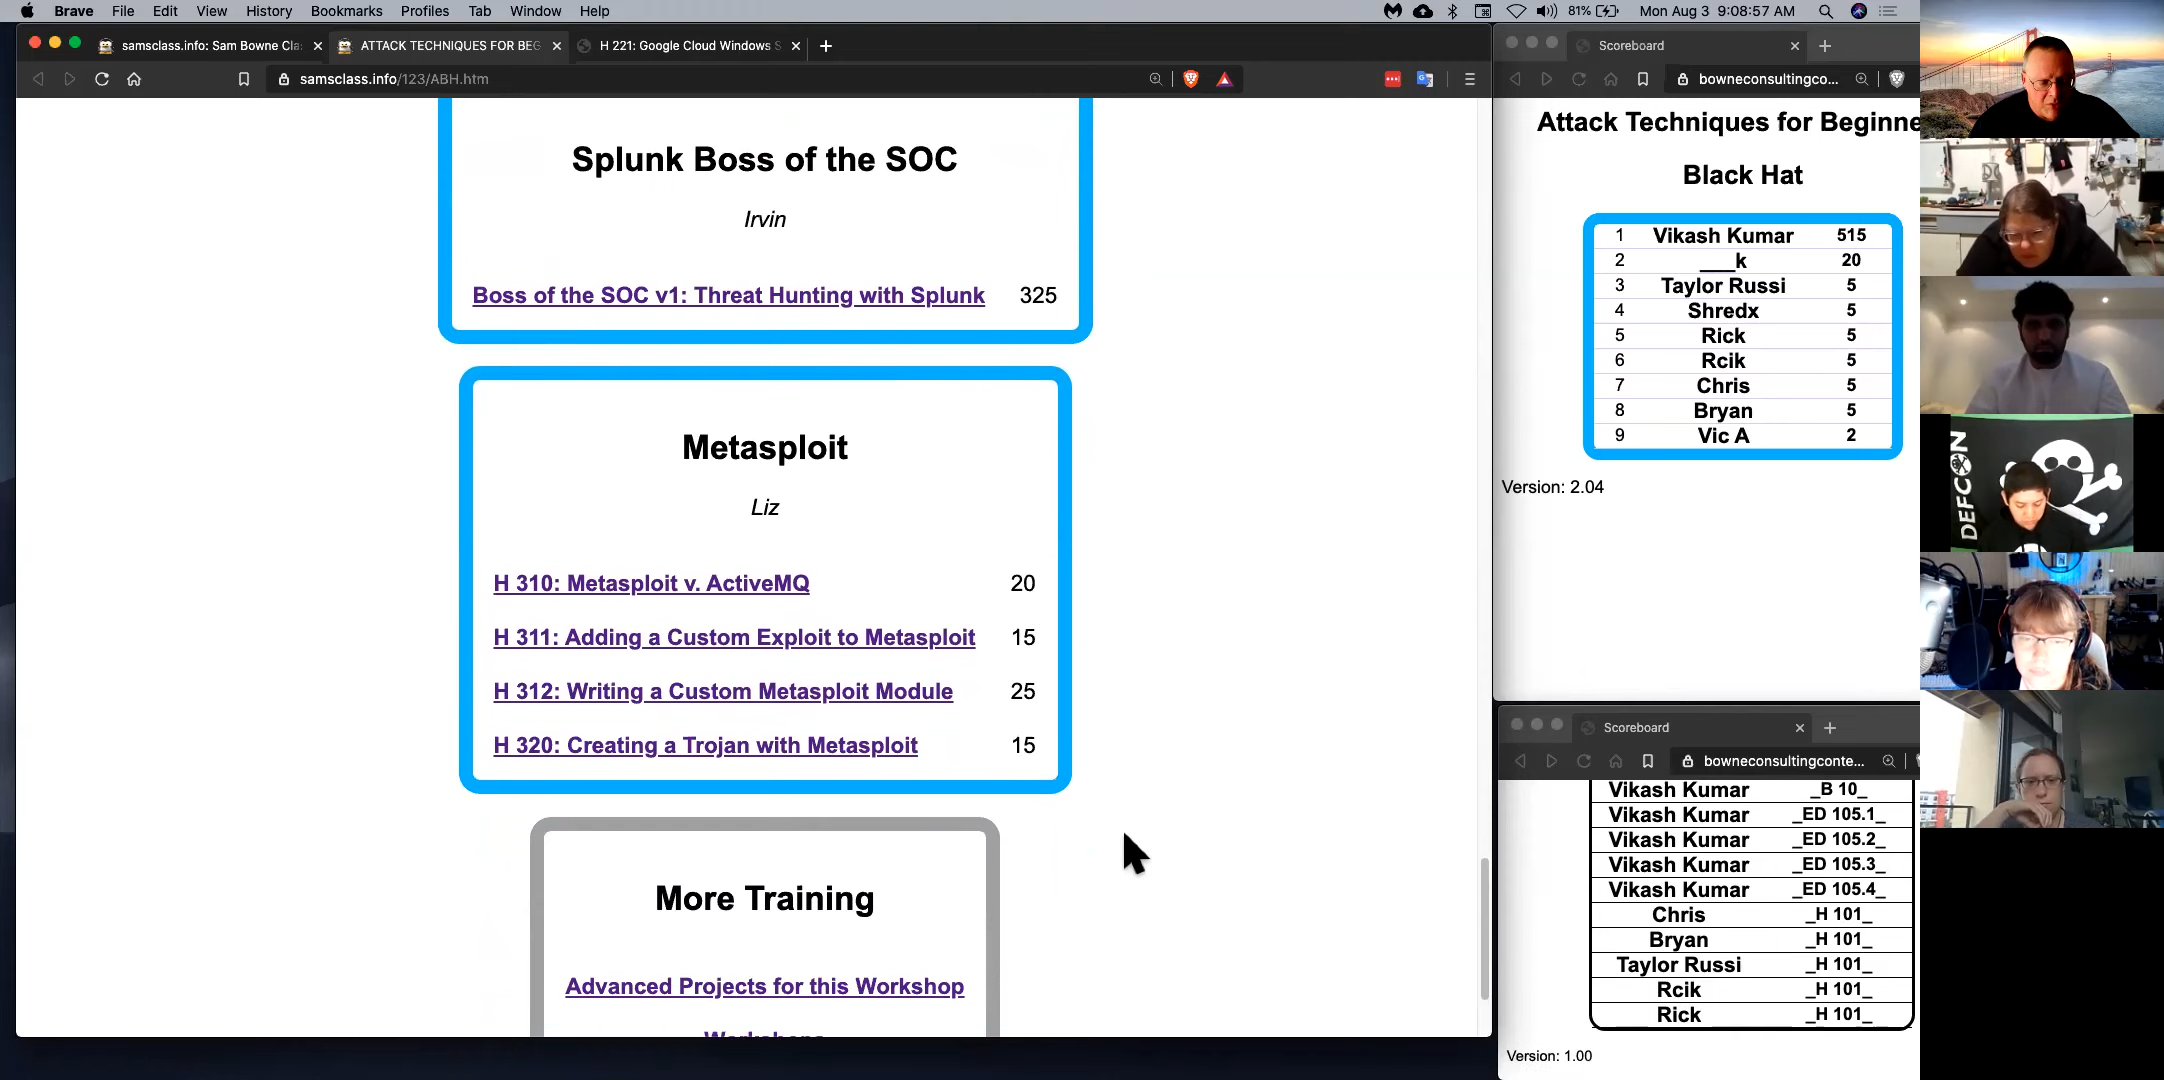 Brave File Edit View History Bookmarks Profiles Tab Window Help
81% Mon Aug 3 9:08:57 AM
samsclass.info: Sam Bowne Cla
ATTACK TECHNIQUES FOR BEG
H 221: Google Cloud Windows S
samsclass.info/123/ABH.htm
Splunk Boss of the SOC
Irvin
Boss of the SOC v1: Threat Hunting with Splunk 325
Metasploit
Liz
H 310: Metasploit v. ActiveMQ 20
H 311: Adding a Custom Exploit to Metasploit 15
H 312: Writing a Custom Metasploit Module 25
H 320: Creating a Trojan with Metasploit 15
More Training
Advanced Projects for this Workshop
Workshops
Scoreboard
bowneconsultingco...
Attack Techniques for Beginne
Black Hat
1 Vikash Kumar 515
2 ___k 20
3 Taylor Russi 5
4 Shredx 5
5 Rick 5
6 Rcik 5
7 Chris 5
8 Bryan 5
9 Vic A 2
Version: 2.04
Scoreboard
bowneconsultingconte...
Vikash Kumar _B 10_
Vikash Kumar _ED 105.1_
Vikash Kumar _ED 105.2_
Vikash Kumar _ED 105.3_
Vikash Kumar _ED 105.4_
Chris _H 101_
Bryan _H 101_
Taylor Russi _H 101_
Rcik _H 101_
Rick _H 101_
Version: 1.00
DEFCON